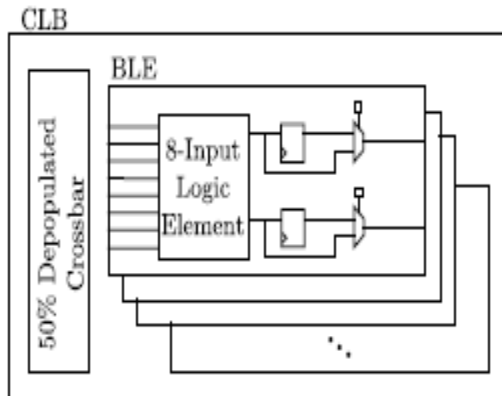 CLB
BLE
8-Input
Logic
Element
50% Depopulated
Crossbar